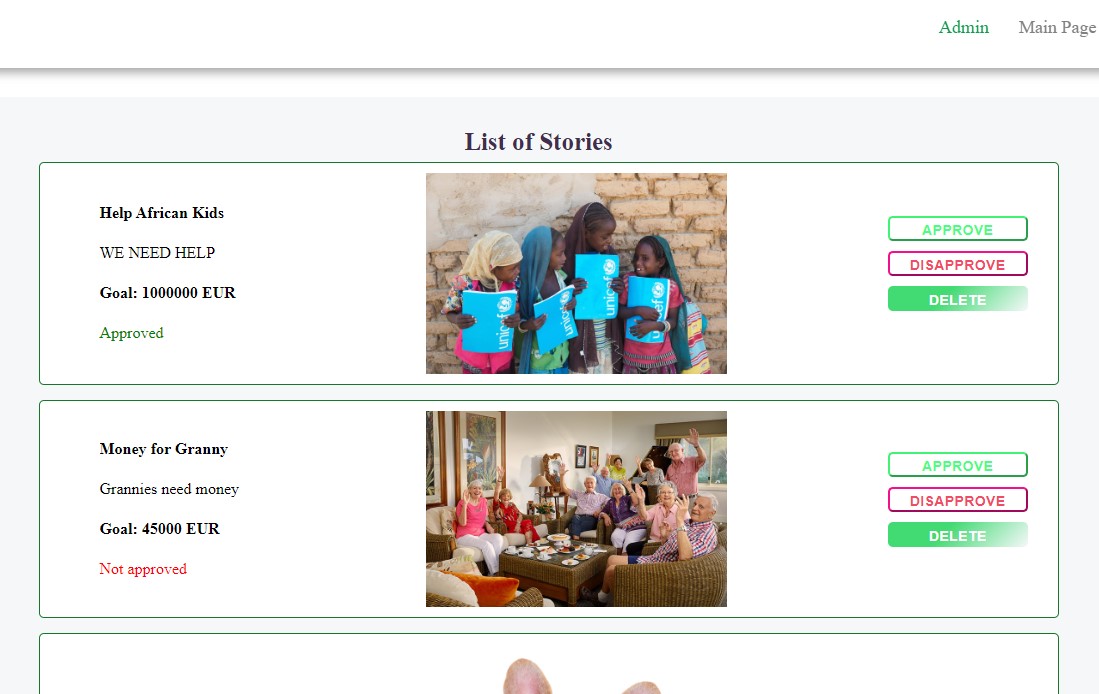 Admin Main Page
List of Stories
Help African Kids
WE NEED HELP
Goal: 1000000 EUR
Approved
unicef
unicef
unicef
unicef
APPROVE
DISAPPROVE
DELETE
Money for Granny
Grannies need money
Goal: 45000 EUR
Not approved
APPROVE
DISAPPROVE
DELETE